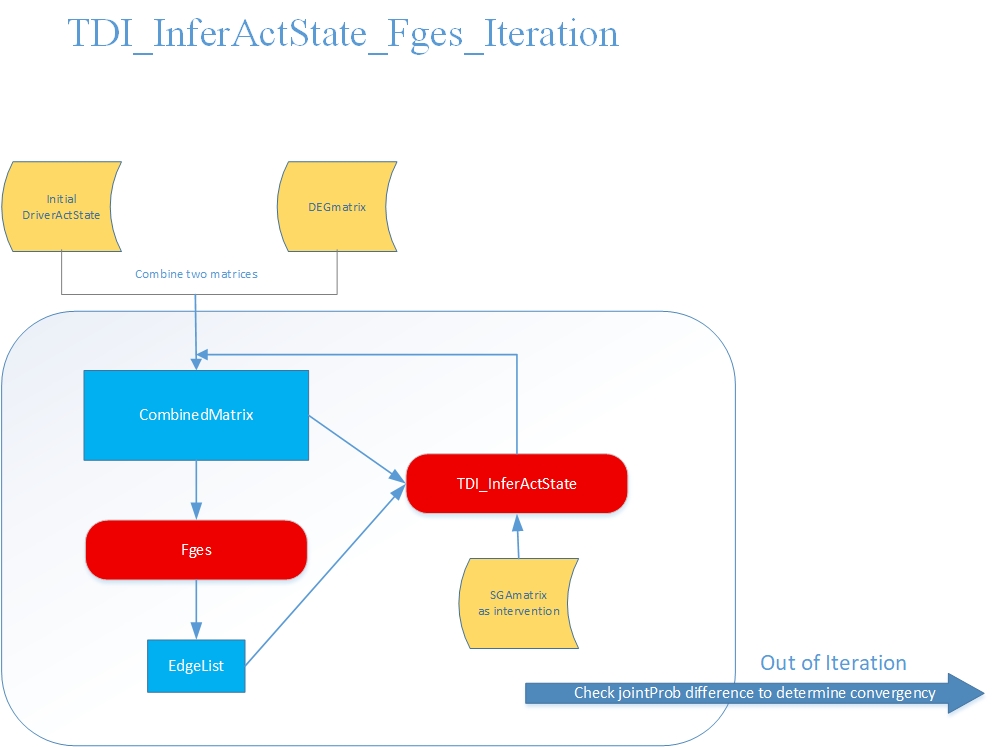 TDI_InferActState_Fges_Iteration
Initial
DriverActState
DEGmatrix
Combine two matrices
CombinedMatrix
TDI_InferActState
Fges
SGAmatrix
as intervention
EdgeList
Out of Iteration
Check jointProb difference to determine convergency